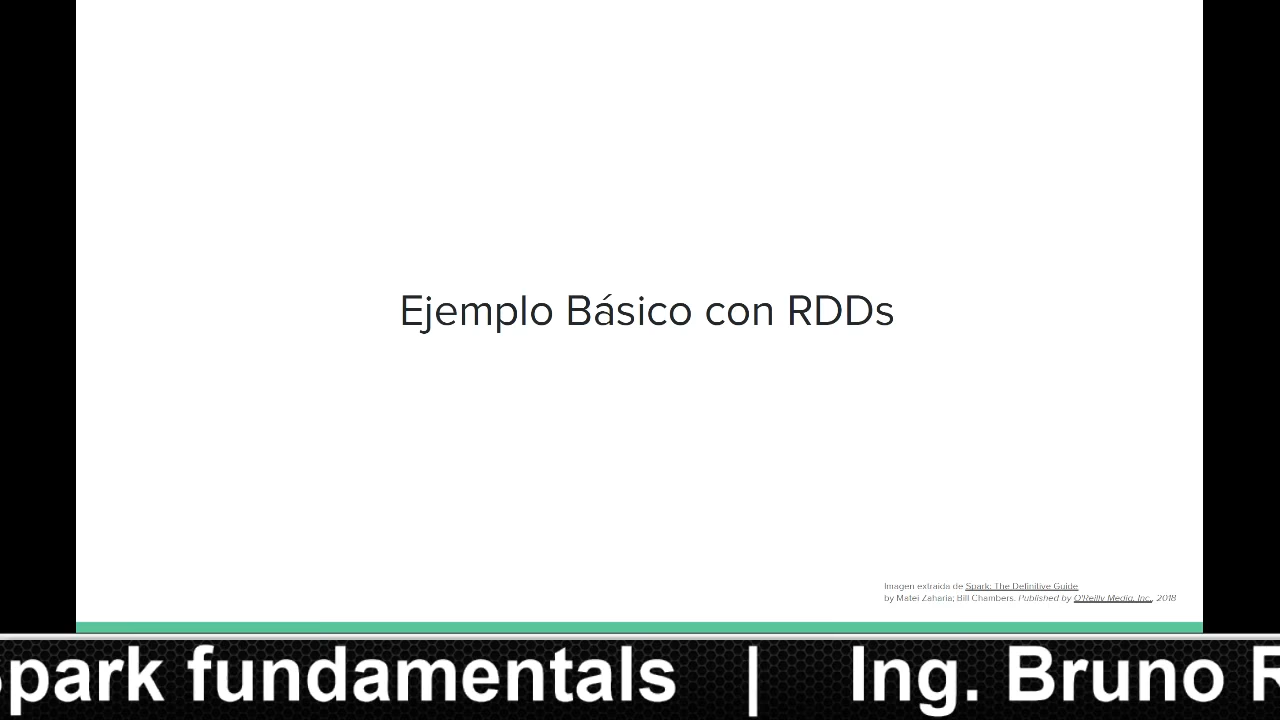 Ejemplo Básico con RDDs
Imagen extraida de Spark: The Definitive Guide
by Matei Zaharia; Bill Chambers. Published by O'Reilly Media, Inc., 2018
park fundamentals | Ing. Bruno R